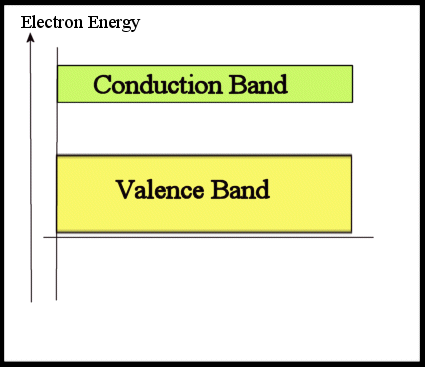 Electron Energy
Conduction Band
Valence Band